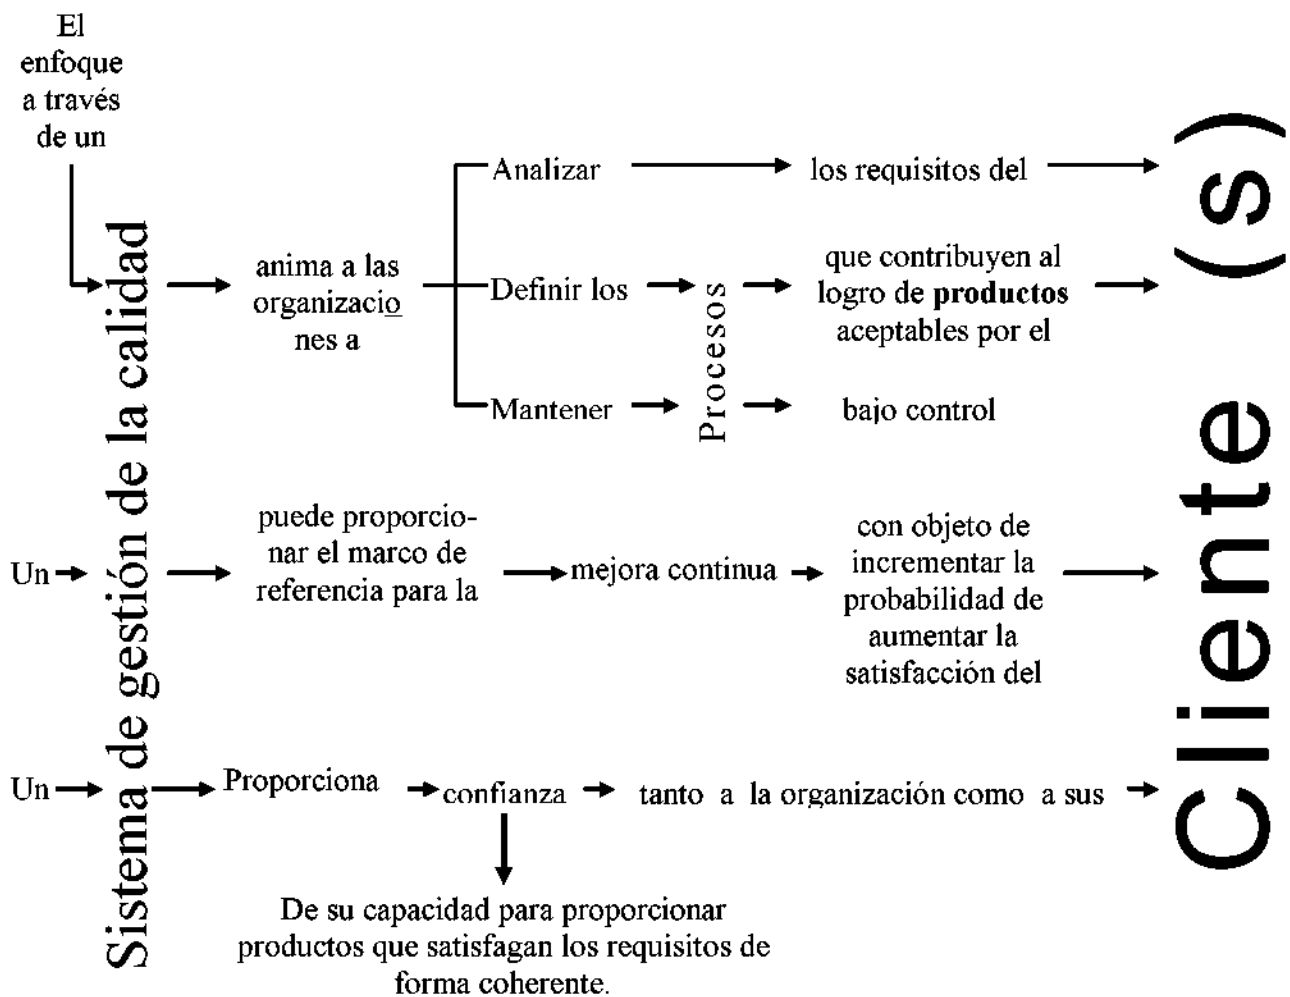 El
enfoque
a través
de un
Sistema de gestión de la calidad
anima a las
organizacio
nes a
Analizar
los requisitos del
Definir los
Procesos
que contribuyen al
logro de productos
aceptables por el
Mantener
bajo control
Cliente (s)
Un
puede proporcio-
nar el marco de
referencia para la
mejora continua
con objeto de
incrementar la
probabilidad de
aumentar la
satisfacción del
Un
Proporciona
confianza
tanto a la organización como a sus
De su capacidad para proporcionar
productos que satisfagan los requisitos de
forma coherente.